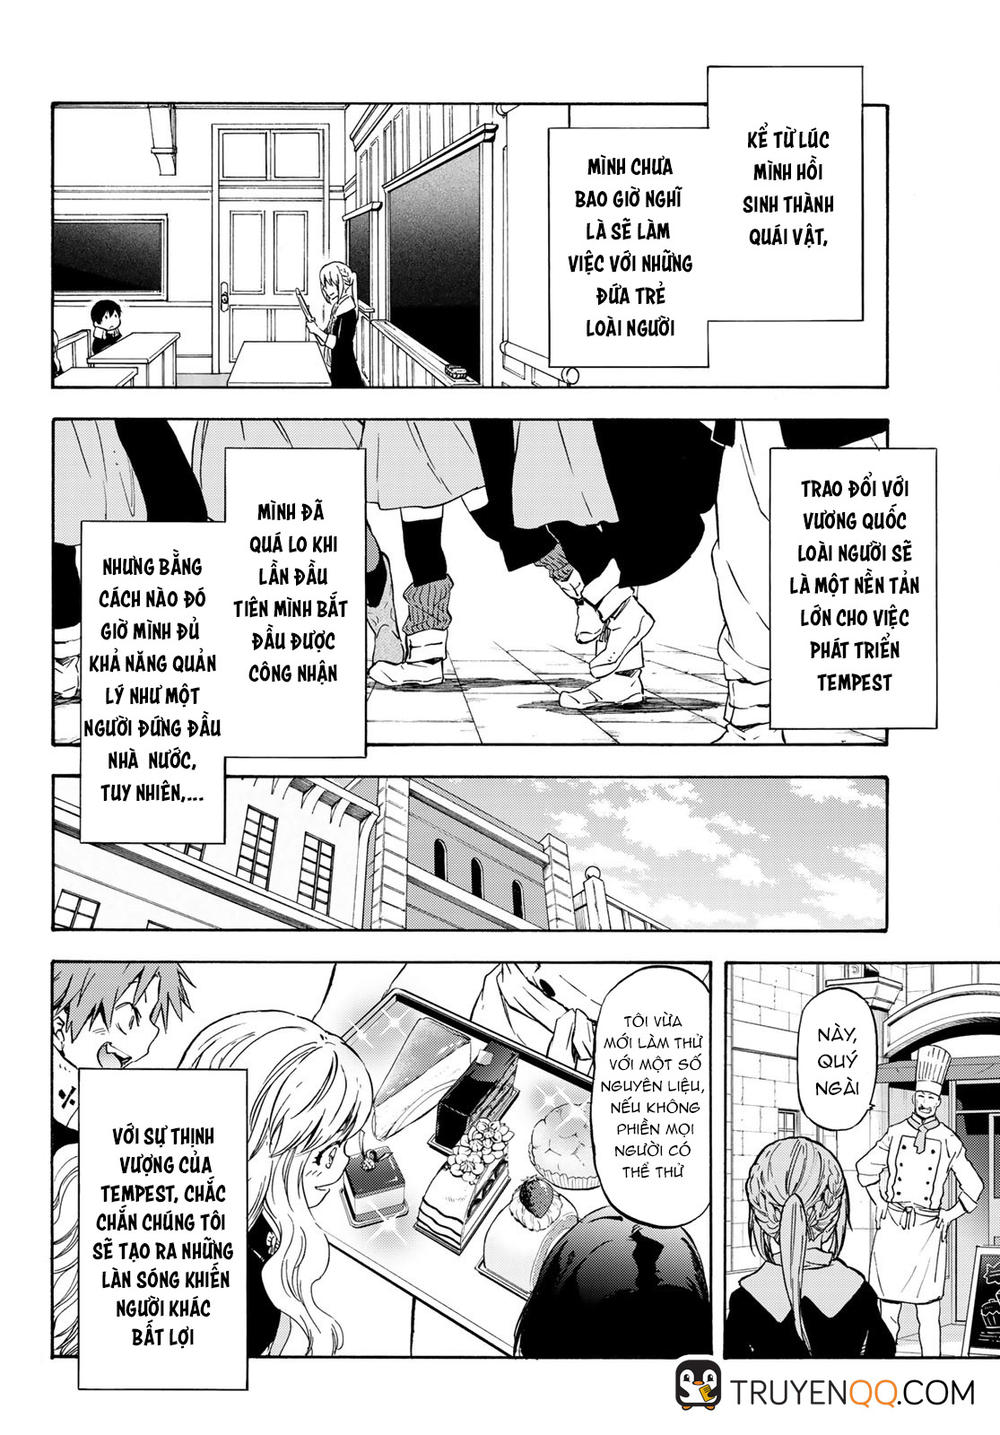 KỂ TỪ LÚC
MÌNH HỒI
SINH THÀNH
QUÁI VẬT,
MÌNH CHƯA
BAO GIỜ NGHĨ
LÀ SẼ LÀM
VIỆC VỚI NHỮNG
ĐỨA TRẺ
LOÀI NGƯỜI
TRAO ĐỔI VỚI
VƯƠNG QUỐC
LOÀI NGƯỜI SẼ
LÀ MỘT NỀN TẢN
LỚN CHO VIỆC
PHÁT TRIỂN
TEMPEST
MÌNH ĐÃ
QUÁ LO KHI
LẦN ĐẦU
TIÊN MÌNH BẮT
ĐẦU ĐƯỢC
CÔNG NHẬN
NHƯNG BẰNG
CÁCH NÀO ĐÓ
GIỜ MÌNH ĐỦ
KHẢ NĂNG QUẢN
LÝ NHƯ MỘT
NGƯỜI ĐỨNG ĐẦU
NHÀ NƯỚC,
TUY NHIÊN,...
NÀY,
QUÝ
NGÀI
TÔI VỪA
MỚI LÀM THỬ
VỚI MỘT SỐ
NGUYÊN LIỆU,
NẾU KHÔNG
PHIỀN MỌI
NGƯỜI CÓ
THỂ THỬ
VỚI SỰ THỊNH
VƯỢNG CỦA
TEMPEST, CHẮC
CHẮN CHÚNG TÔI
SẼ TẠO RA NHỮNG
LÀN SÓNG KHIẾN
NGƯỜI KHÁC
BẤT LỢI
TRUYENQQ.COM